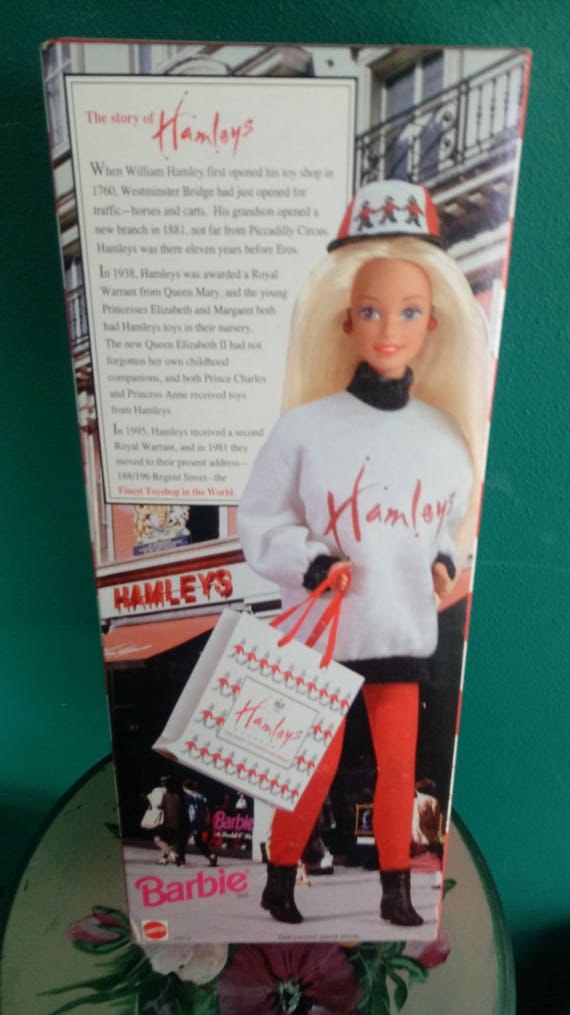 The story of Hamleys
When William Hamley first opened his toy shop in
1760, Westminster Bridge had just opened for
traffic—horses and carts. His grandson opened a
new branch in 1881, not far from Piccadilly Circus.
Hamleys was there eleven years before Eros.
In 1938, Hamleys was awarded a Royal
Warrant from Queen Mary, and the young
Princesses Elizabeth and Margaret both
had Hamleys toys in their nursery.
The new Queen Elizabeth II had not
forgotten her own childhood
companions, and both Prince Charles
and Princess Anne received toys
from Hamleys.
In 1995, Hamleys received a second
Royal Warrant, and in 1981 they
moved to their present address—
188/196 Regent Street—the
Finest Toyshop in the World.
Hamleys
HAMLEYS
Hamleys
Barbie
Barbie
MATTEL